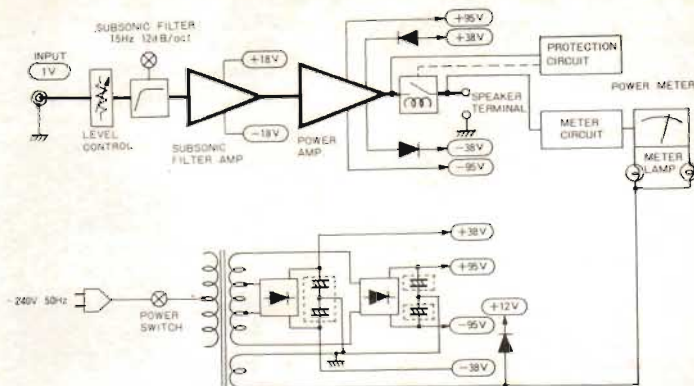 SUBSONIC FILTER
15Hz 12dB/oct
INPUT
1V
LEVEL
CONTROL
+18V
-18V
SUBSONIC
FILTER AMP
POWER
AMP
+95V
+38V
-38V
-95V
SPEAKER
TERMINAL
PROTECTION
CIRCUIT
METER
CIRCUIT
POWER METER
METER
LAMP
~240V 50Hz
POWER
SWITCH
+38V
+95V
-95V
-38V
+12V